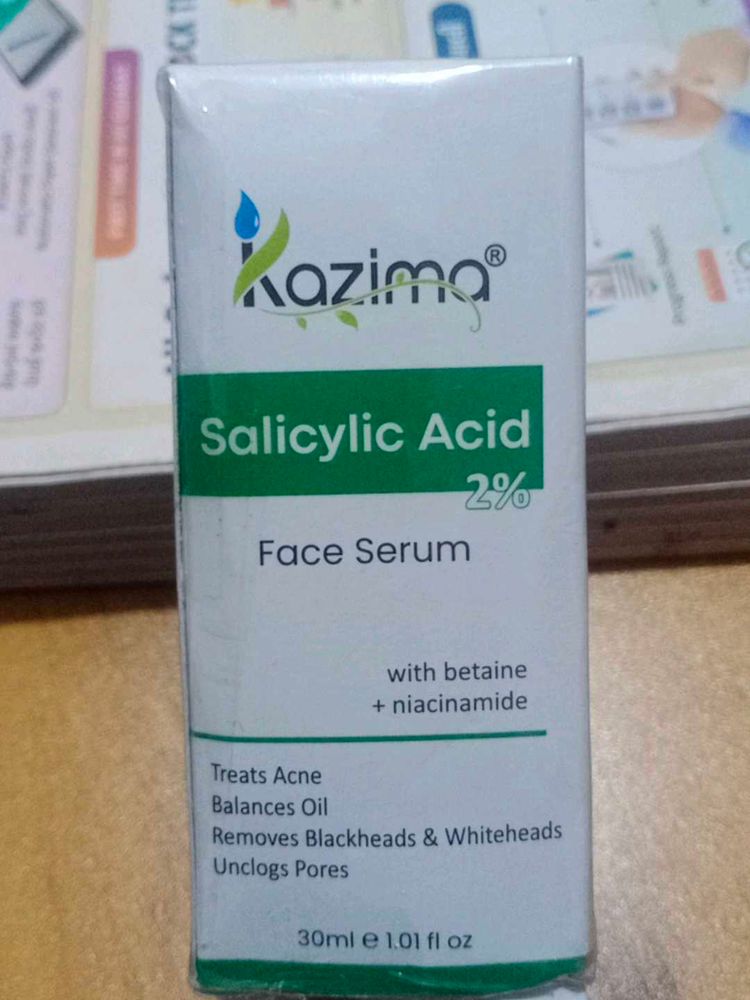 Kazima®
Salicylic Acid
2%
Face Serum
with betaine
+ niacinamide
Treats Acne
Balances Oil
Removes Blackheads & Whiteheads
Unclogs Pores
30ml e 1.01 fl oz